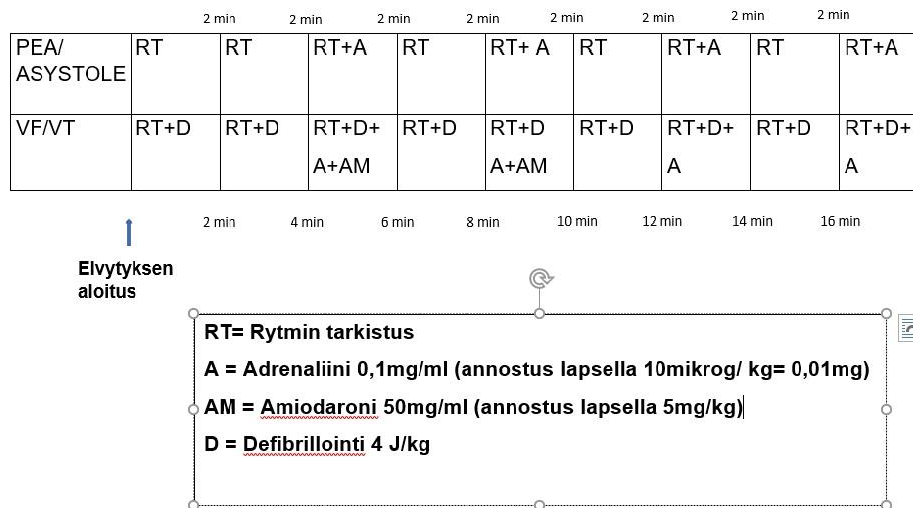 2 min 2 min 2 min 2 min 2 min 2 min 2 min 2 min
PEA/ RT RT RT+A RT RT+ A RT RT+A RT RT+A
ASYSTOLE
VF/VT RT+D RT+D RT+D+ RT+D RT+D RT+D RT+D+ RT+D RT+D+
A+AM A+AM A A
2 min 4 min 6 min 8 min 10 min 12 min 14 min 16 min
Elvytyksen
aloitus
RT= Rytmin tarkistus
A = Adrenaliini 0,1mg/ml (annostus lapsella 10mikrog/ kg= 0,01mg)
AM = Amiodaroni 50mg/ml (annostus lapsella 5mg/kg)
D = Defibrillointi 4 J/kg